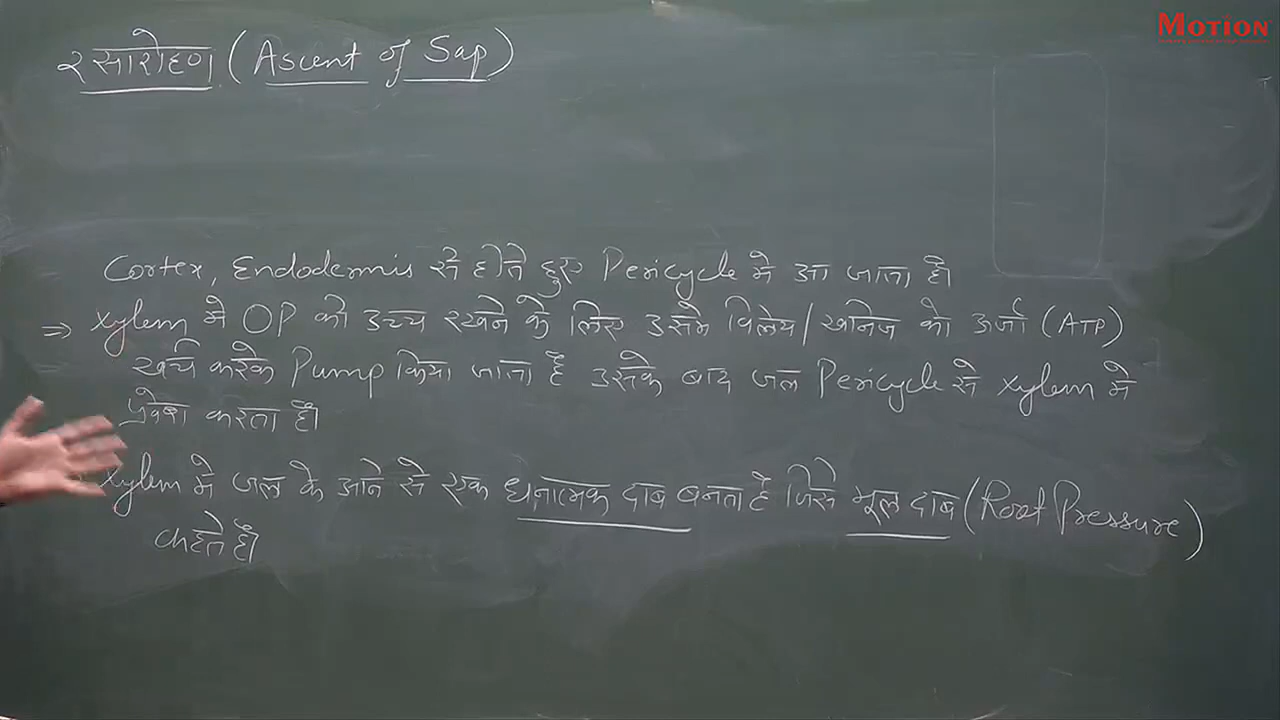 रसारोहण (Ascent of Sap)
MOTION
Cortex, Endodermis से होते हुए Pericycle मे आ जाता है।
⇒ Xylem मे OP को उच्च रखने के लिए उसमे विलेय/खनिज को ऊर्जा (ATP)
खर्च करके Pump किया जाता है उसके बाद जल Pericycle से Xylem मे
प्रवेश करता है।
Xylem मे जल के आने से एक धनात्मक दाब बनता है जिसे मूल दाब (Root Pressure)
कहते है।